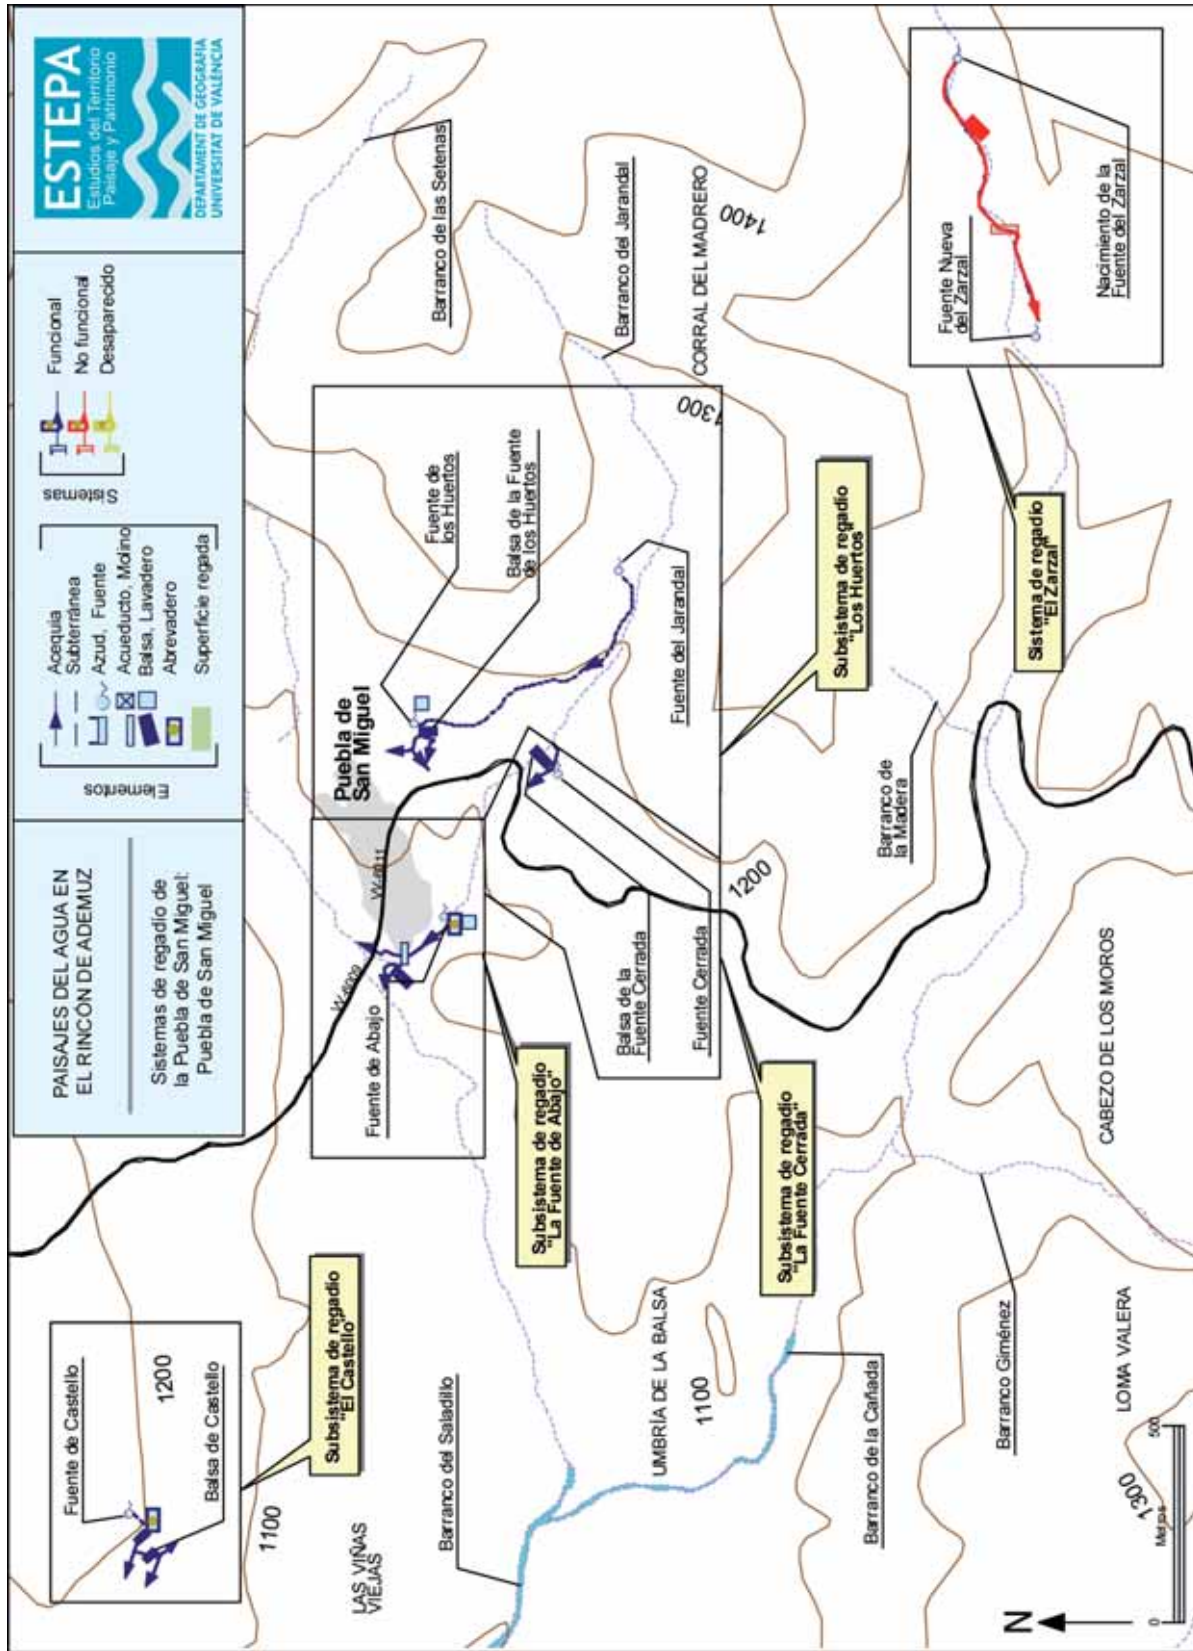 PAISAJES DEL AGUA EN
EL RINCÓN DE ADEMUZ
Sistemas de regadío de
la Puebla de San Miguel:
Puebla de San Miguel
Elementos
Acequia
Subterránea
Azud, Fuente
Acueducto, Molino
Balsa, Lavadero
Abrevadero
Superficie regada
Sistemas
Funcional
No funcional
Desaparecido
ESTEPA
Estudios del Territorio
Paisaje y Patrimonio
DEPARTAMENT DE GEOGRAFIA
UNIVERSITAT DE VALÈNCIA
Fuente de Castello
1200
Balsa de Castello
Subsistema de regadío
"El Castello"
1100
LAS VIÑAS
VIEJAS
Barranco del Saladillo
VV-6009
VV-6011
Puebla de
San Miguel
Fuente de Abajo
Fuente de
los Huertos
Balsa de la Fuente
de los Huertos
Barranco de las Setenas
Barranco del Jarandal
CORRAL DEL MADRERO
1400
1300
Subsistema de regadío
"La Fuente de Abajo"
Balsa de la
Fuente Cerrada
Fuente Cerrada
Fuente del Jarandal
1200
Subsistema de regadío
"La Fuente Cerrada"
Subsistema de regadío
"Los Huertos"
UMBRÍA DE LA BALSA
1100
Barranco de la Cañada
Barranco de
la Madera
Fuente Nueva
del Zarzal
Nacimiento de la
Fuente del Zarzal
Sistema de regadío
"El Zarzal"
Barranco Giménez
CABEZO DE LOS MOROS
LOMA VALERA
1300
N
0
500
Metros